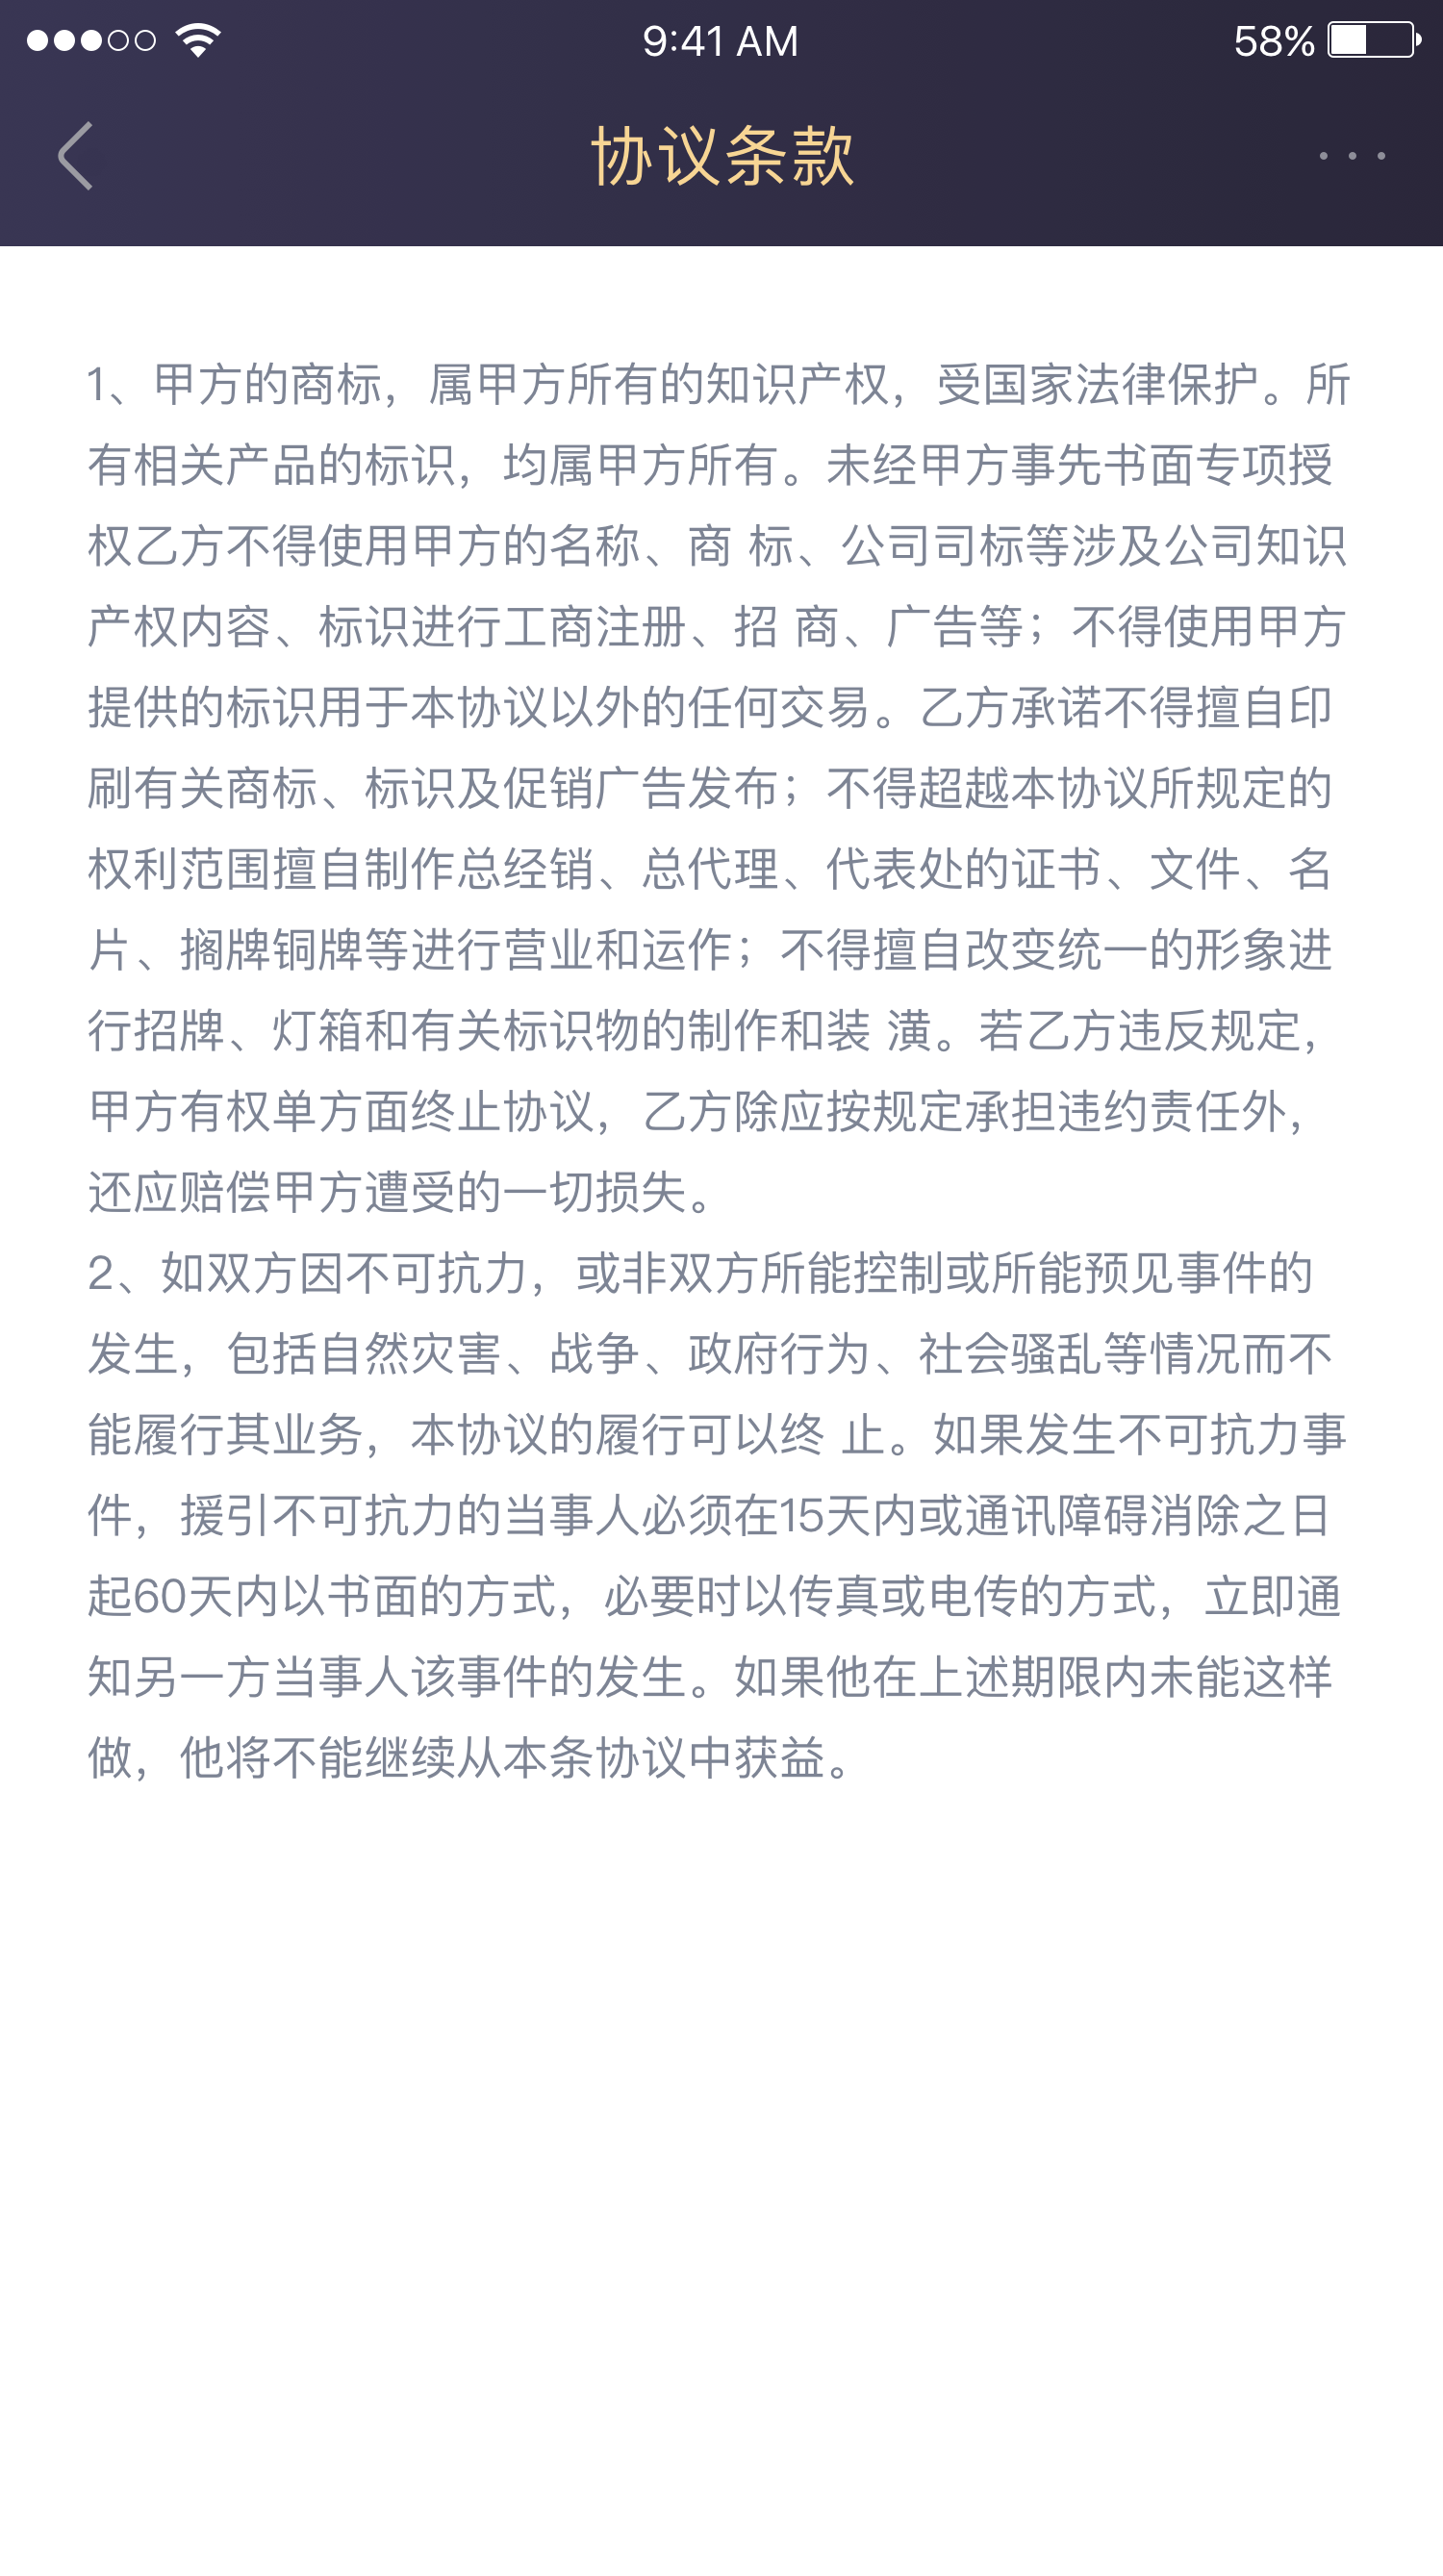 9:41 AM
58%
协议条款
1、甲方的商标，属甲方所有的知识产权，受国家法律保护。所
有相关产品的标识，均属甲方所有。未经甲方事先书面专项授
权乙方不得使用甲方的名称、商 标、公司司标等涉及公司知识
产权内容、标识进行工商注册、招 商、广告等；不得使用甲方
提供的标识用于本协议以外的任何交易。乙方承诺不得擅自印
刷有关商标、标识及促销广告发布；不得超越本协议所规定的
权利范围擅自制作总经销、总代理、代表处的证书、文件、名
片、搁牌铜牌等进行营业和运作；不得擅自改变统一的形象进
行招牌、灯箱和有关标识物的制作和装 潢。若乙方违反规定，
甲方有权单方面终止协议，乙方除应按规定承担违约责任外，
还应赔偿甲方遭受的一切损失。
2、如双方因不可抗力，或非双方所能控制或所能预见事件的
发生，包括自然灾害、战争、政府行为、社会骚乱等情况而不
能履行其业务，本协议的履行可以终 止。如果发生不可抗力事
件，援引不可抗力的当事人必须在15天内或通讯障碍消除之日
起60天内以书面的方式，必要时以传真或电传的方式，立即通
知另一方当事人该事件的发生。如果他在上述期限内未能这样
做，他将不能继续从本条协议中获益。